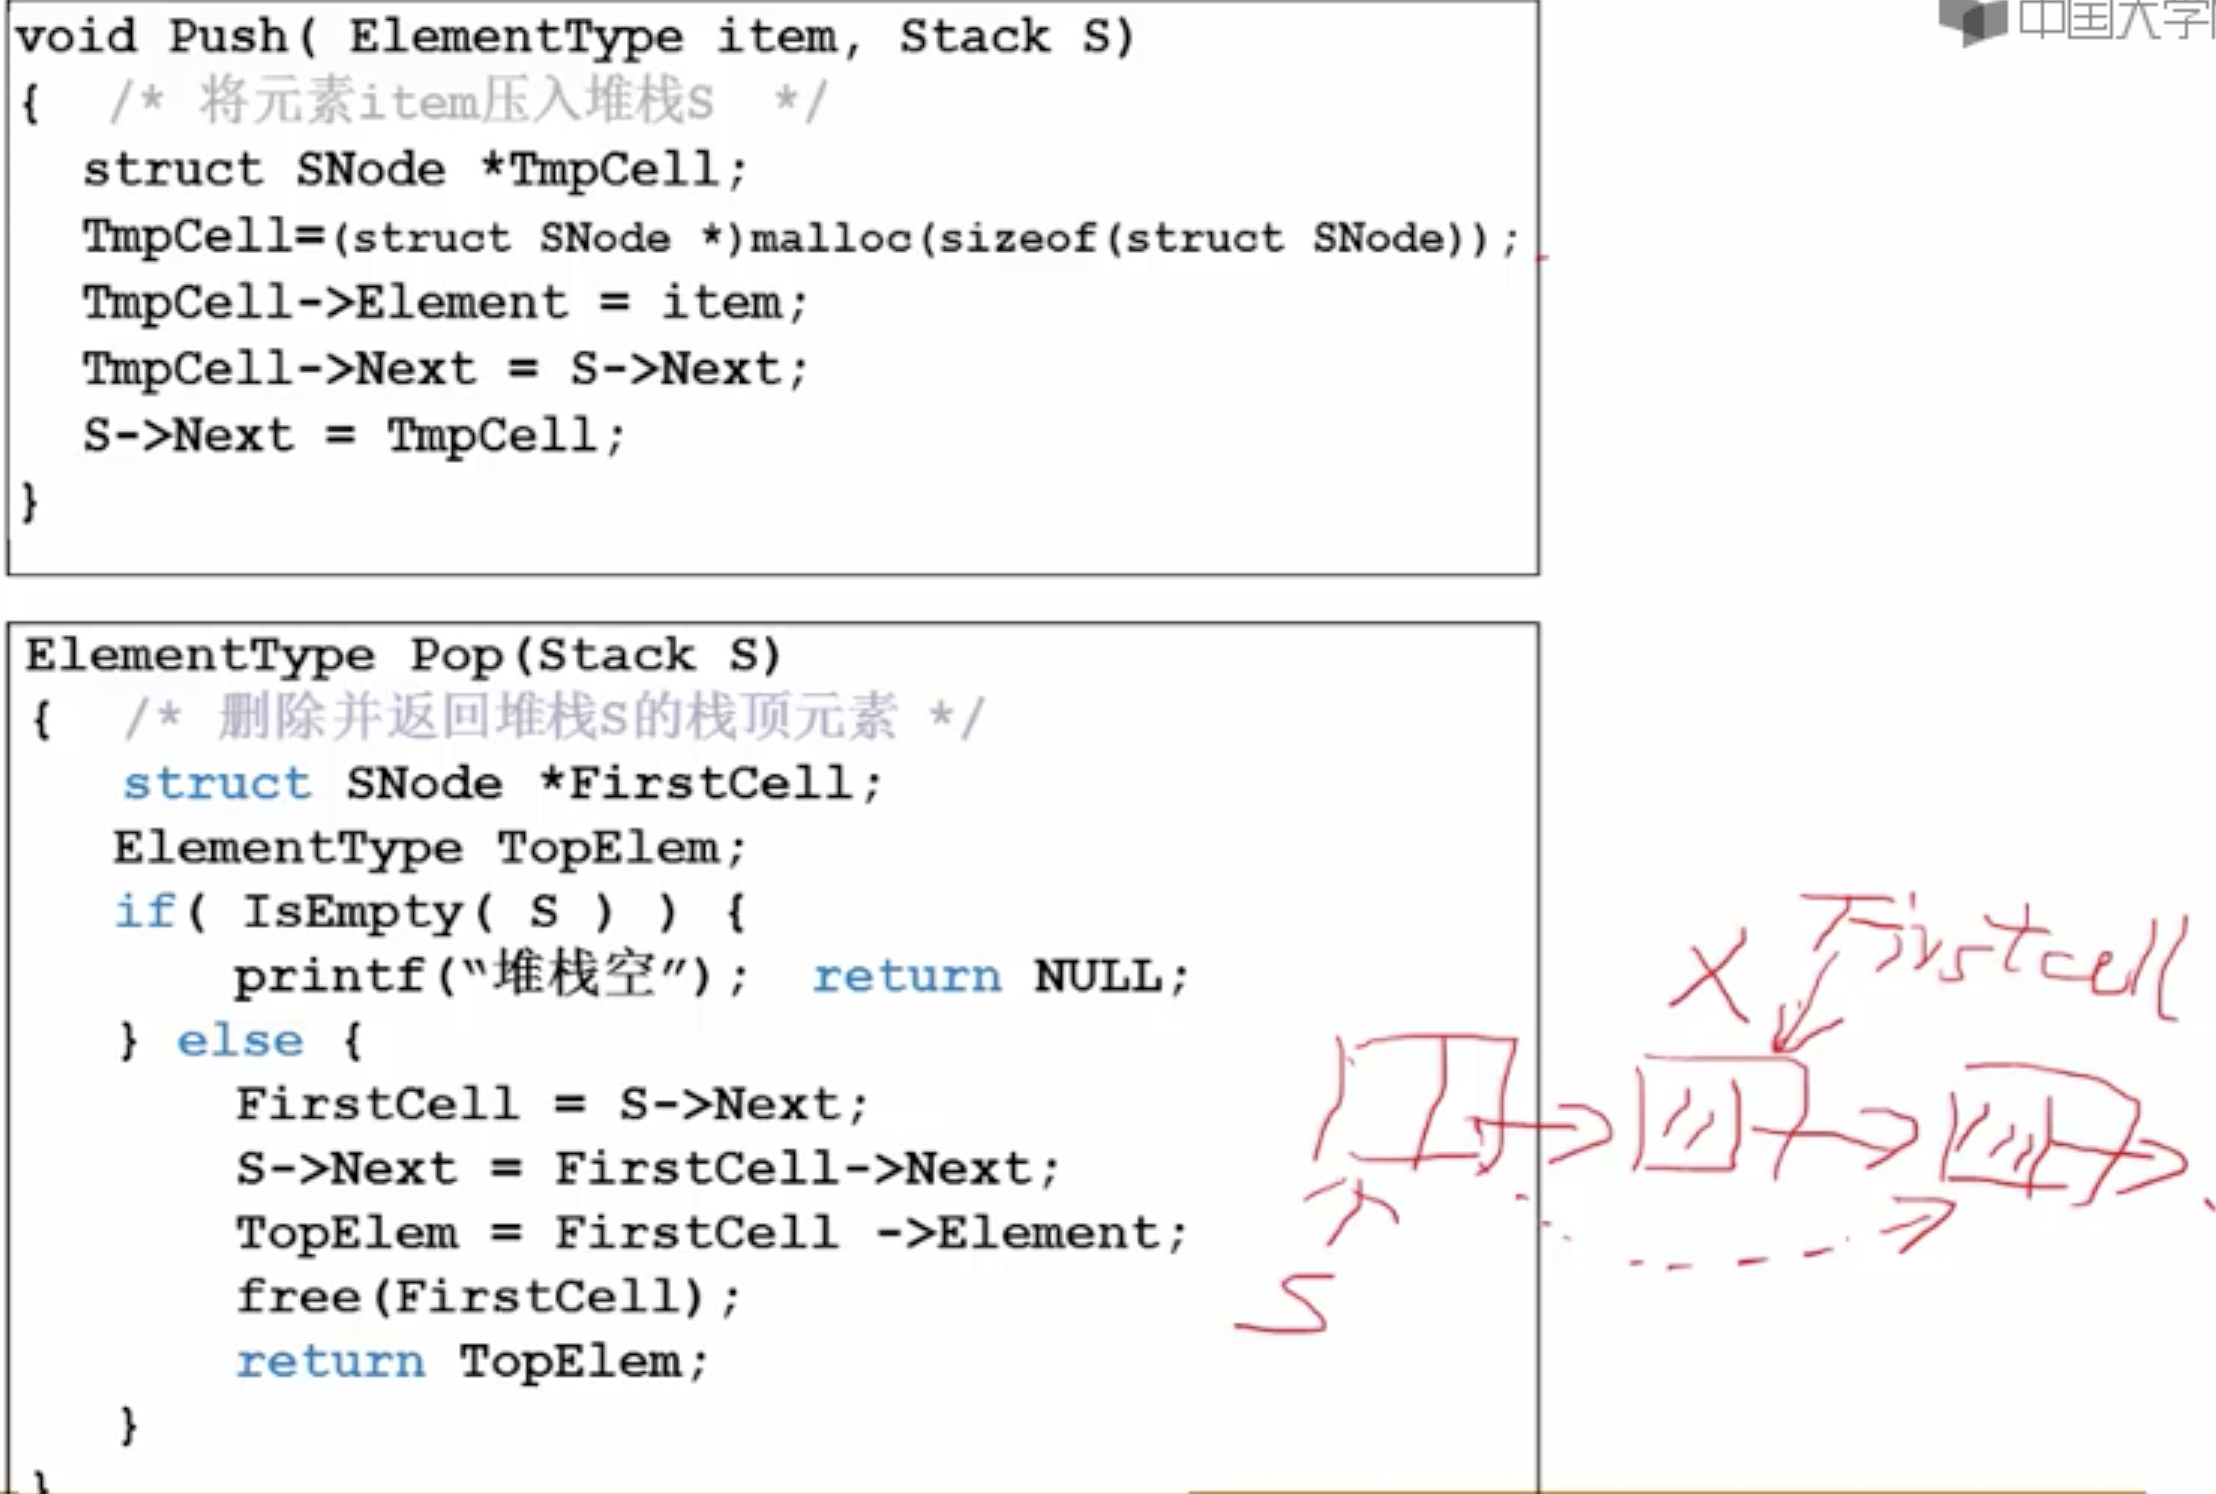 中国大学
void Push( ElementType item, Stack S)
{ /* 将元素item压入堆栈S */
struct SNode *TmpCell;
TmpCell=(struct SNode *)malloc(sizeof(struct SNode));
TmpCell->Element = item;
TmpCell->Next = S->Next;
S->Next = TmpCell;
}
ElementType Pop(Stack S)
{ /* 删除并返回堆栈S的栈顶元素 */
struct SNode *FirstCell;
ElementType TopElem;
if( IsEmpty( S ) ) {
printf(“堆栈空”); return NULL;
} else {
FirstCell = S->Next;
S->Next = FirstCell->Next;
TopElem = FirstCell ->Element;
free(FirstCell);
return TopElem;
}
}
X Firstcell
S